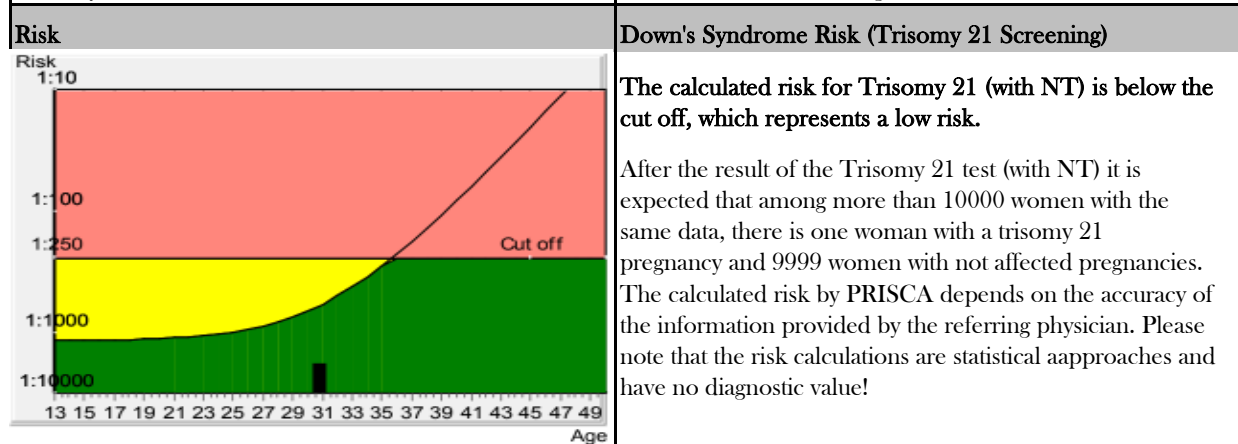 Risk
Risk
1:10
1:100
1:250
Cut off
1:1000
1:10000
13 15 17 19 21 23 25 27 29 31 33 35 37 39 41 43 45 47 49
Age
Down's Syndrome Risk (Trisomy 21 Screening)
The calculated risk for Trisomy 21 (with NT) is below the
cut off, which represents a low risk.
After the result of the Trisomy 21 test (with NT) it is
expected that among more than 10000 women with the
same data, there is one woman with a trisomy 21
pregnancy and 9999 women with not affected pregnancies.
The calculated risk by PRISCA depends on the accuracy of
the information provided by the referring physician. Please
note that the risk calculations are statistical aapproaches and
have no diagnostic value!